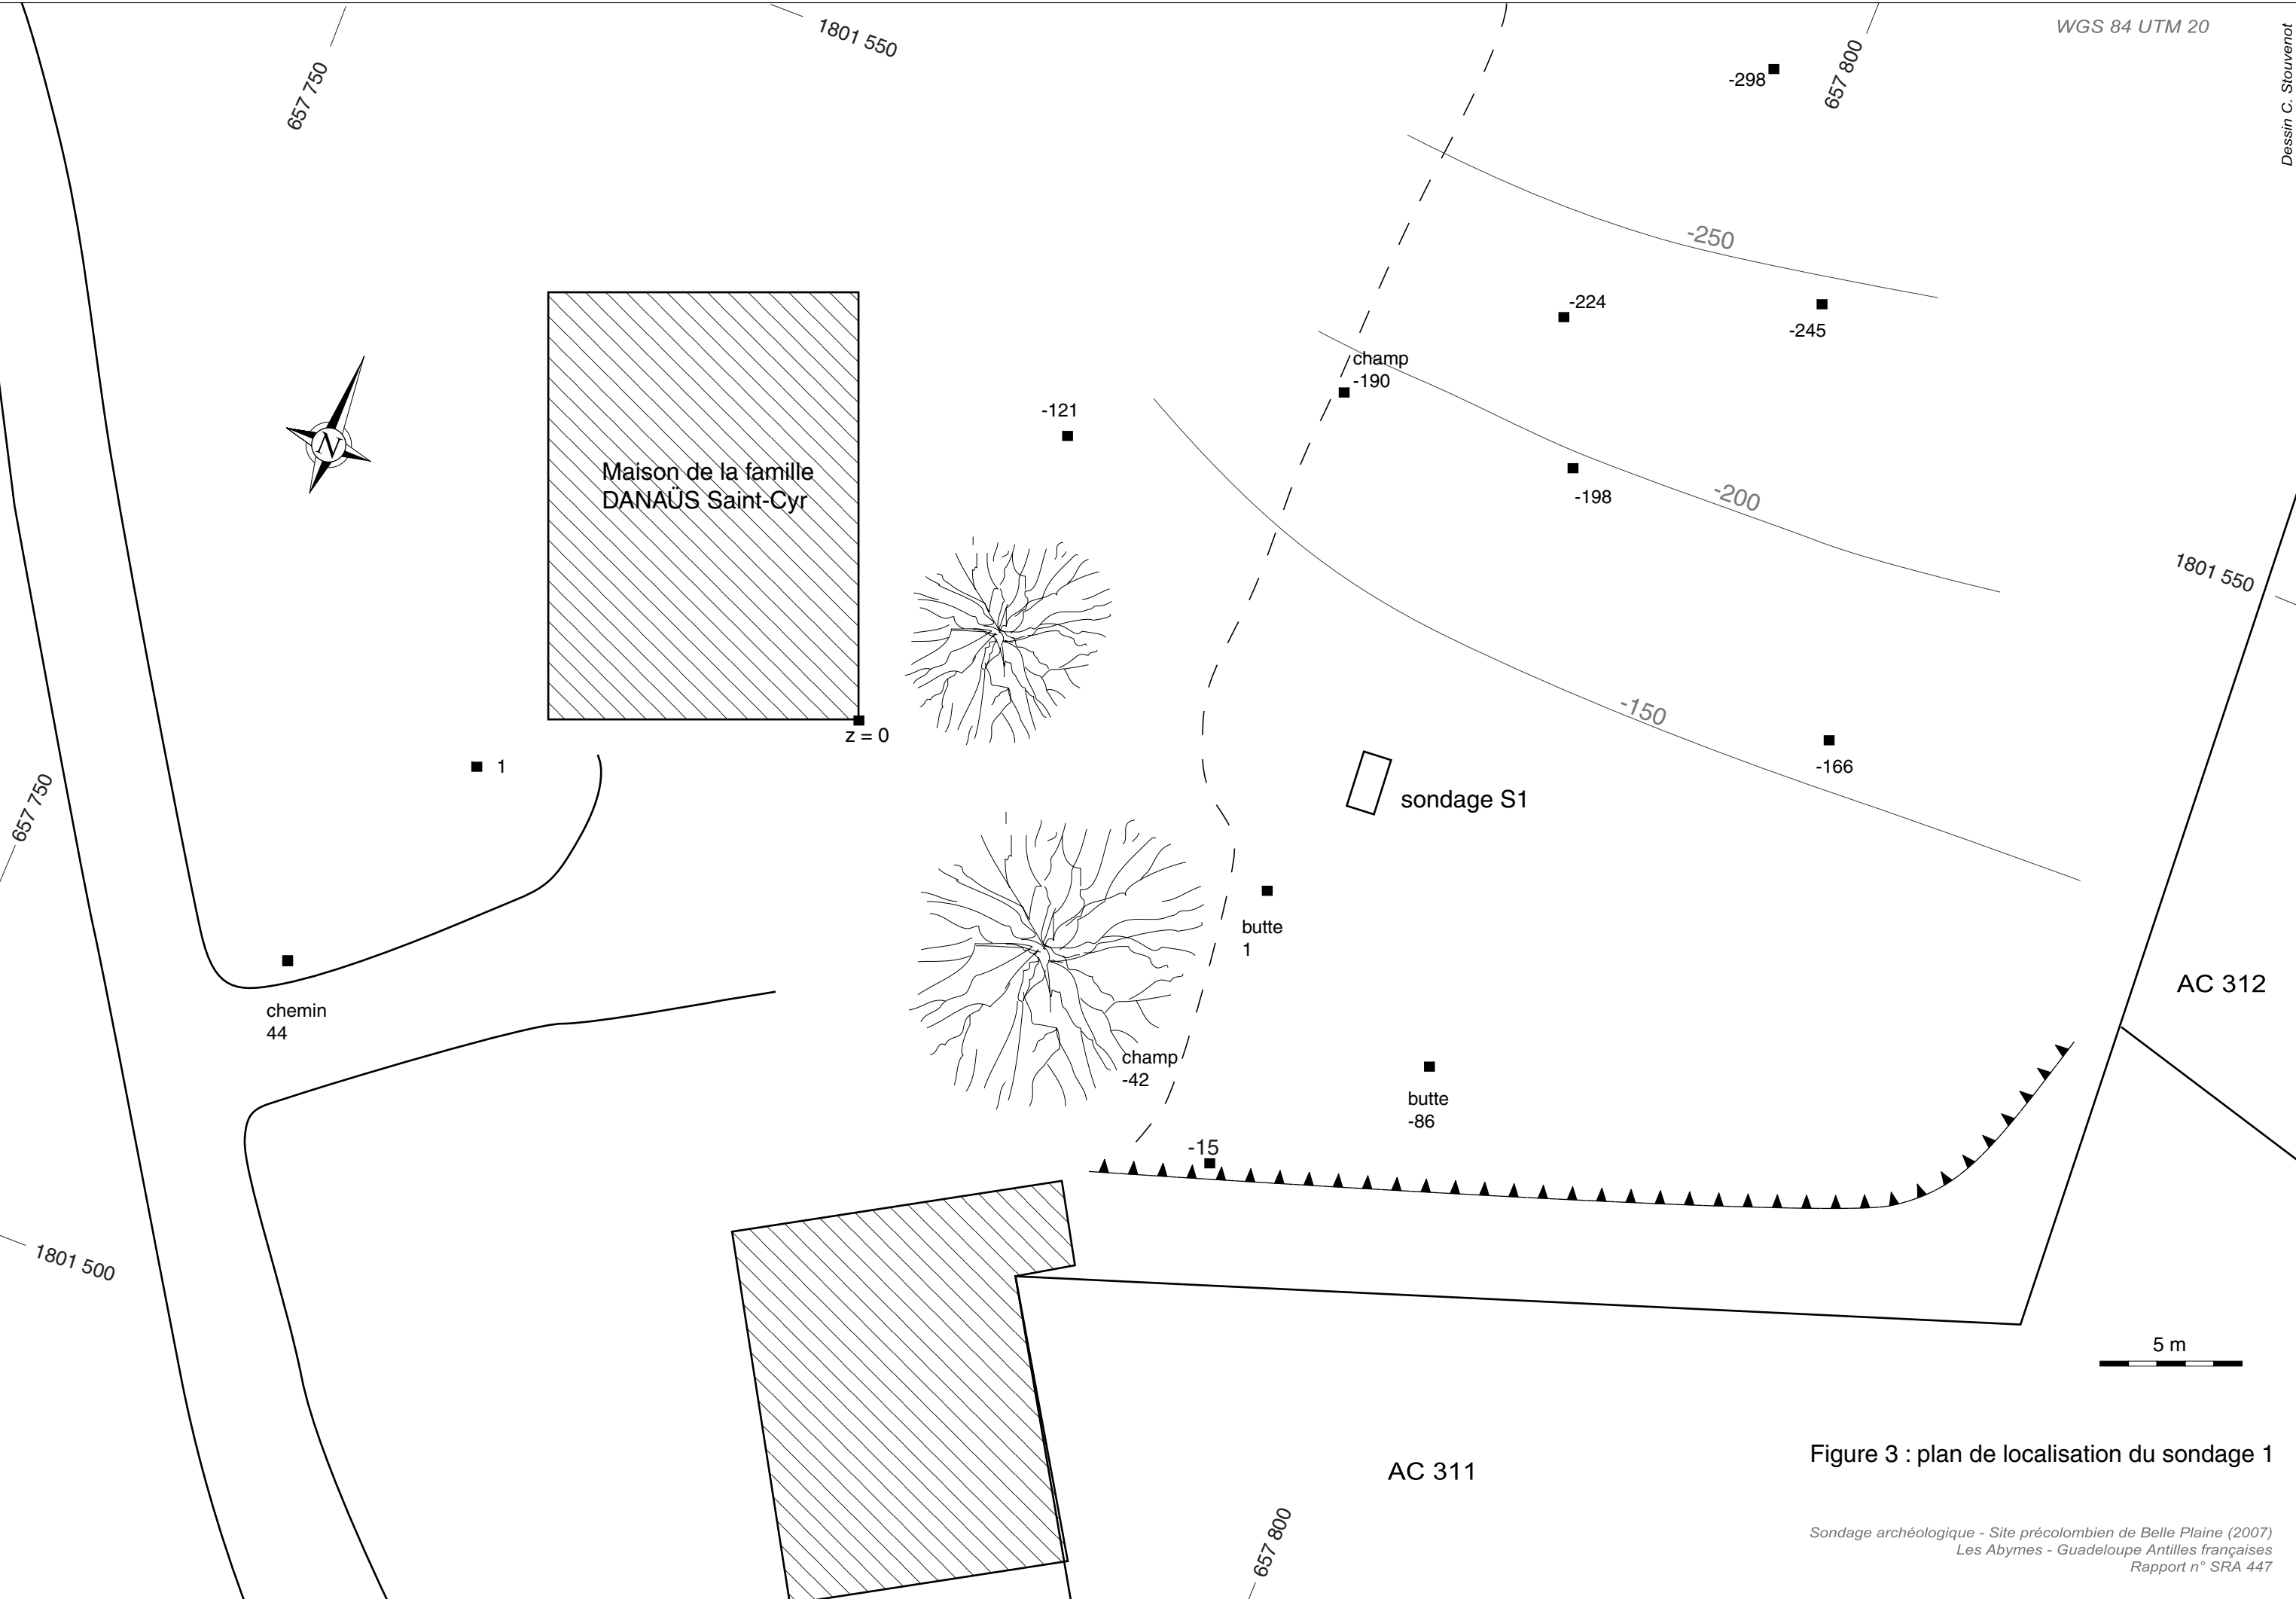 WGS 84 UTM 20
Dessin C. Stouvenot
657 750
1801 550
657 800
-298
-250
-224
-245
champ
-190
-121
-198
-200
N
Maison de la famille
DANAÜS Saint-Cyr
1801 550
-150
z = 0
1
-166
657 750
sondage S1
butte
1
chemin
44
AC 312
champ
-42
butte
-86
-15
1801 500
5 m
Figure 3 : plan de localisation du sondage 1
AC 311
657 800
Sondage archéologique - Site précolombien de Belle Plaine (2007)
Les Abymes - Guadeloupe Antilles françaises
Rapport n° SRA 447